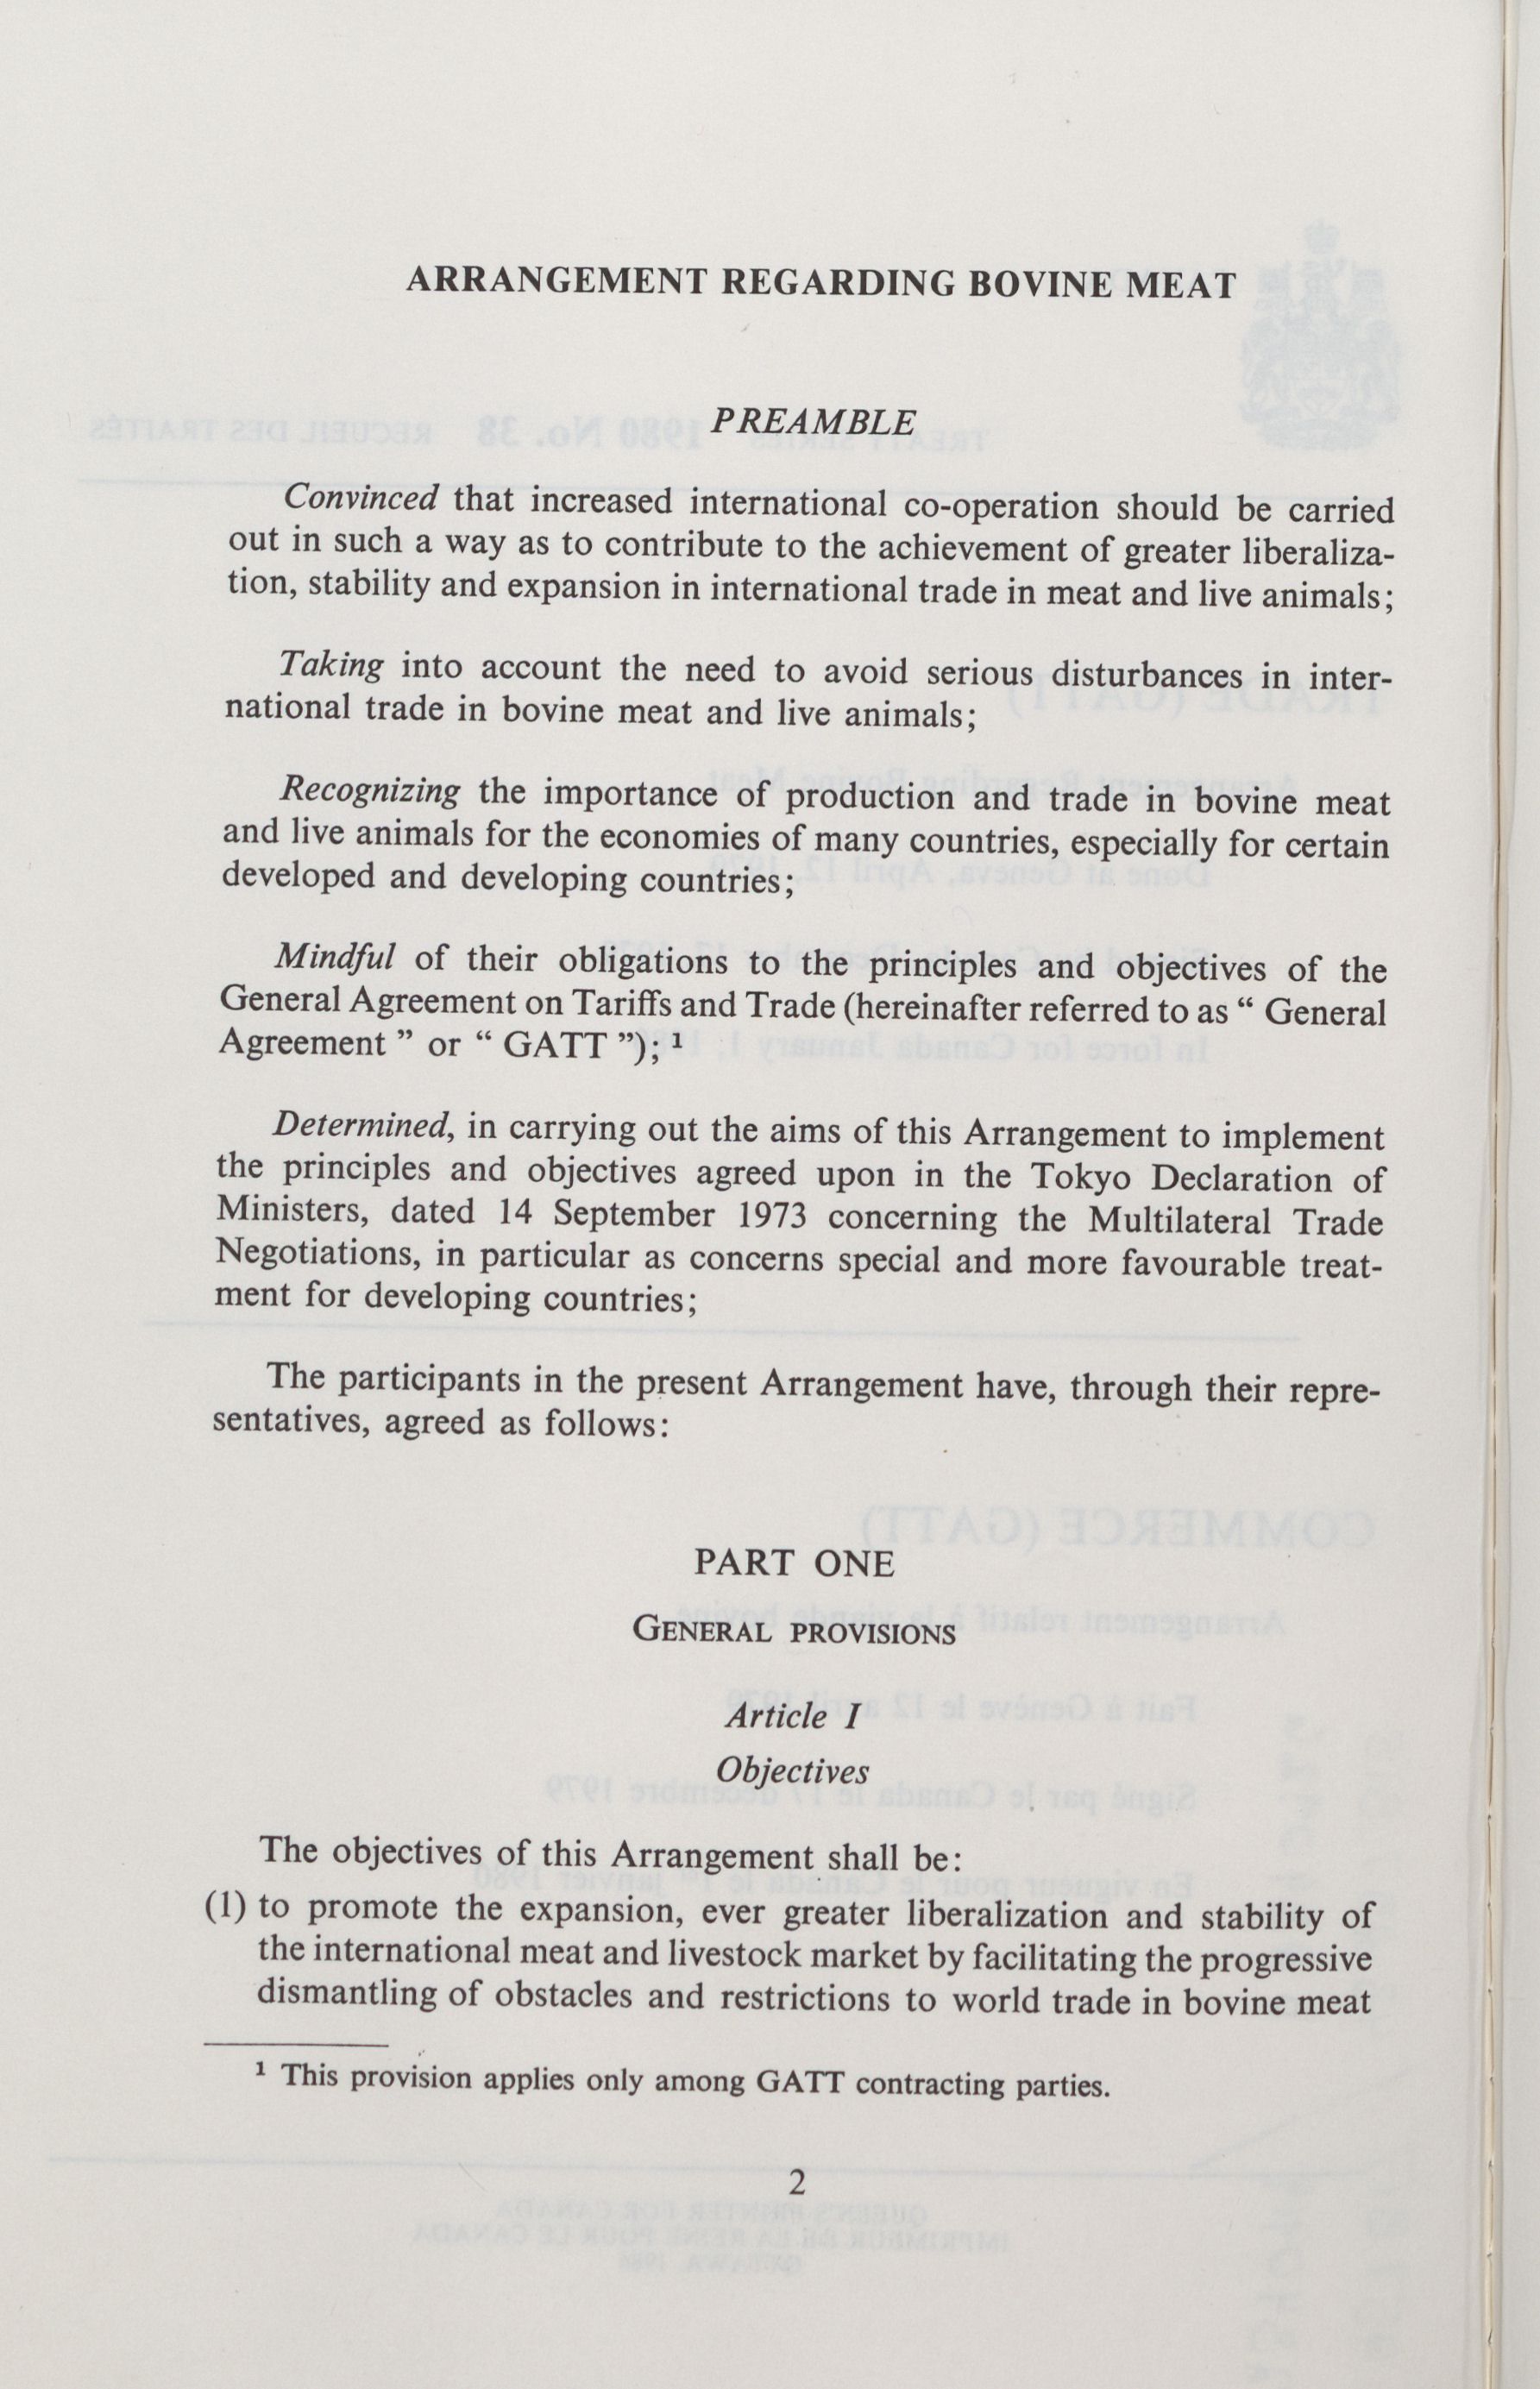 ARRANGEMENT REGARDING BOVINE MEAT
PREAMBLE
Convinced that increased international co-operation should be carried
out in such a way as to contribute to the achievement of greater liberaliza-
tion, stability and expansion in international trade in meat and live animals;
Taking into account the need to avoid serious disturbances in inter-
national trade in bovine meat and live animals;
Recognizing the importance of production and trade in bovine meat
and live animals for the economies of many countries, especially for certain
developed and developing countries;
Mindful of their obligations to the principles and objectives of the
General Agreement on Tariffs and Trade (hereinafter referred to as “ General
Agreement ” or “ GATT ”); ¹
Determined, in carrying out the aims of this Arrangement to implement
the principles and objectives agreed upon in the Tokyo Declaration of
Ministers, dated 14 September 1973 concerning the Multilateral Trade
Negotiations, in particular as concerns special and more favourable treat-
ment for developing countries;
The participants in the present Arrangement have, through their repre-
sentatives, agreed as follows:
PART ONE
GENERAL PROVISIONS
Article I
Objectives
The objectives of this Arrangement shall be:
(1) to promote the expansion, ever greater liberalization and stability of
the international meat and livestock market by facilitating the progressive
dismantling of obstacles and restrictions to world trade in bovine meat
¹ This provision applies only among GATT contracting parties.
2